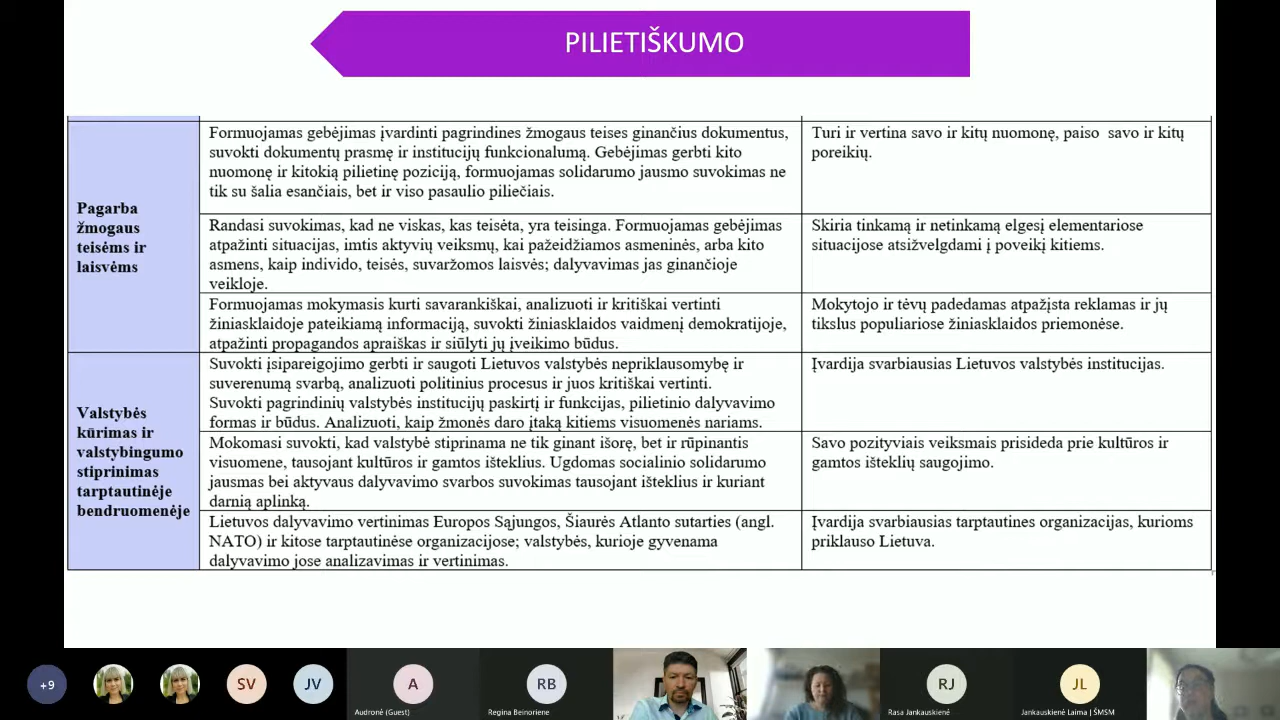 PILIETIŠKUMO
Pagarba
žmogaus
teisėms ir
laisvėms
Formuojamas gebėjimas įvardinti pagrindines žmogaus teises ginančius dokumentus,
suvokti dokumentų prasmę ir institucijų funkcionalumą. Gebėjimas gerbti kito
nuomonę ir kitokią pilietinę poziciją, formuojamas solidarumo jausmo suvokimas ne
tik su šalia esančiais, bet ir viso pasaulio piliečiais.
Turi ir vertina savo ir kitų nuomonę, paiso savo ir kitų
poreikių.
Randasi suvokimas, kad ne viskas, kas teisėta, yra teisinga. Formuojamas gebėjimas
atpažinti situacijas, imtis aktyvių veiksmų, kai pažeidžiamos asmeninės, arba kito
asmens, kaip individo, teisės, suvaržomos laisvės; dalyvavimas jas ginančioje
veikloje.
Skiria tinkamą ir netinkamą elgesį elementariose
situacijose atsižvelgdami į poveikį kitiems.
Formuojamas mokymasis kurti savarankiškai, analizuoti ir kritiškai vertinti
žiniasklaidoje pateikiamą informaciją, suvokti žiniasklaidos vaidmenį demokratijoje,
atpažinti propagandos apraiškas ir siūlyti jų įveikimo būdus.
Mokytojo ir tėvų padedamas atpažįsta reklamas ir jų
tikslus populiariose žiniasklaidos priemonėse.
Valstybės
kūrimas ir
valstybingumo
stiprinimas
tarptautinėje
bendruomenėje
Suvokti įsipareigojimo gerbti ir saugoti Lietuvos valstybės nepriklausomybę ir
suverenumą svarbą, analizuoti politinius procesus ir juos kritiškai vertinti.
Suvokti pagrindinių valstybės institucijų paskirtį ir funkcijas, pilietinio dalyvavimo
formas ir būdus. Analizuoti, kaip žmonės daro įtaką kitiems visuomenės nariams.
Įvardija svarbiausias Lietuvos valstybės institucijas.
Mokomasi suvokti, kad valstybė stiprinama ne tik ginant išorę, bet ir rūpinantis
visuomene, tausojant kultūros ir gamtos išteklius. Ugdomas socialinio solidarumo
jausmas bei aktyvaus dalyvavimo svarbos suvokimas tausojant išteklius ir kuriant
darnią aplinką.
Savo pozityviais veiksmais prisideda prie kultūros ir
gamtos išteklių saugojimo.
Lietuvos dalyvavimo vertinimas Europos Sąjungos, Šiaurės Atlanto sutarties (angl.
NATO) ir kitose tarptautinėse organizacijose; valstybės, kurioje gyvenama
dalyvavimo jose analizavimas ir vertinimas.
Įvardija svarbiausias tarptautines organizacijas, kurioms
priklauso Lietuva.
+9
SV
JV
A
Audronė (Guest)
RB
Regina Beinoriene
RJ
Rasa Jankauskienė
JL
Jankauskienė Laima | ŠMSM